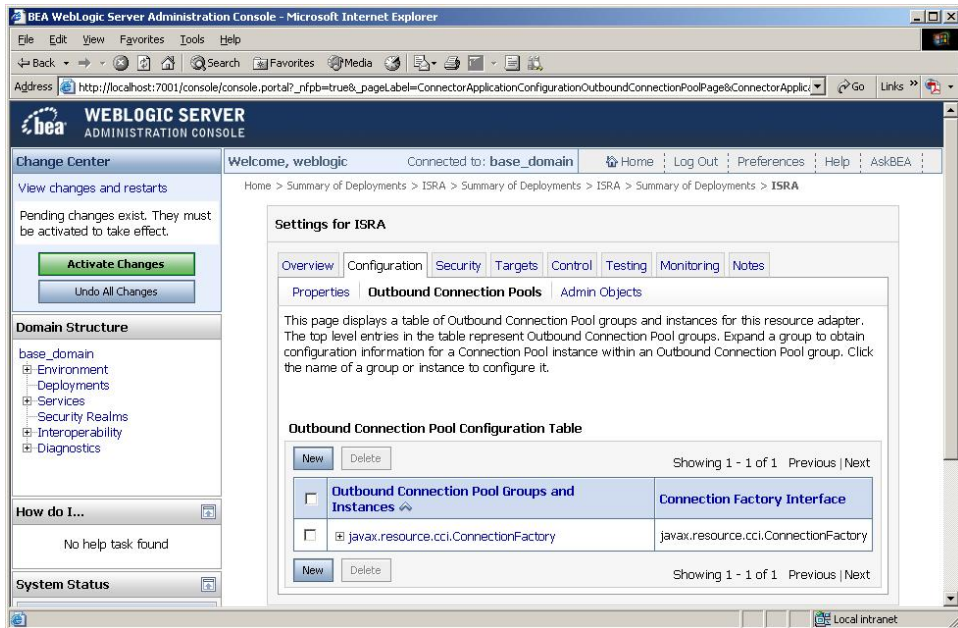 BEA WebLogic Server Administration Console - Microsoft Internet Explorer
File Edit View Favorites Tools Help
Back Search Favorites Media
Address http://localhost:7001/console/console.portal?_nfpb=true&_pageLabel=ConnectorApplicationConfigurationOutboundConnectionPoolPage&ConnectorApplic Go Links »
bea WEBLOGIC SERVER
ADMINISTRATION CONSOLE
Change Center
Welcome, weblogic Connected to: base_domain Home Log Out Preferences Help AskBEA
View changes and restarts
Home > Summary of Deployments > ISRA > Summary of Deployments > ISRA > Summary of Deployments > ISRA
Pending changes exist. They must
be activated to take effect.
Activate Changes
Undo All Changes
Domain Structure
base_domain
Environment
Deployments
Services
Security Realms
Interoperability
Diagnostics
How do I...
No help task found
System Status
Settings for ISRA
Overview Configuration Security Targets Control Testing Monitoring Notes
Properties Outbound Connection Pools Admin Objects
This page displays a table of Outbound Connection Pool groups and instances for this resource adapter.
The top level entries in the table represent Outbound Connection Pool groups. Expand a group to obtain
configuration information for a Connection Pool instance within an Outbound Connection Pool group. Click
the name of a group or instance to configure it.
Outbound Connection Pool Configuration Table
New Delete Showing 1 - 1 of 1 Previous | Next
Outbound Connection Pool Groups and
Instances
Connection Factory Interface
javax.resource.cci.ConnectionFactory javax.resource.cci.ConnectionFactory
New Delete Showing 1 - 1 of 1 Previous | Next
Local intranet